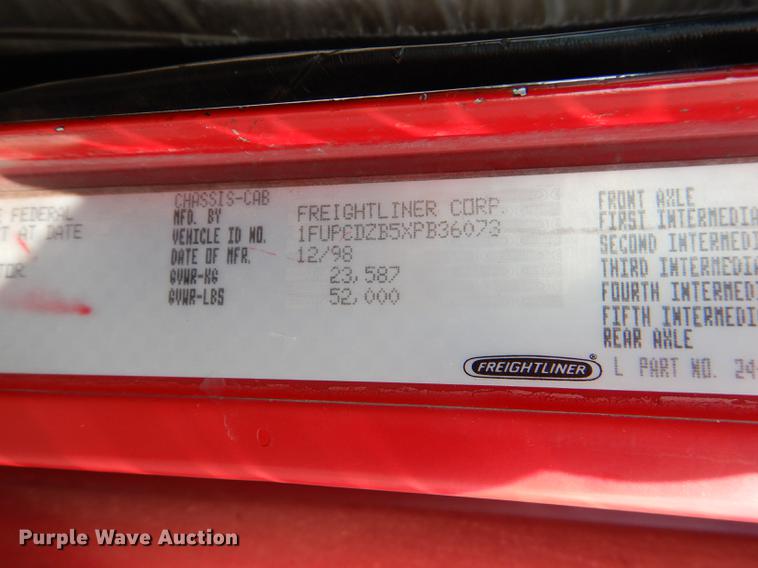 CHASSIS-CAB
FEDERAL
MFD. BY FREIGHTLINER CORP.
AT DATE
VEHICLE ID NO. 1FUPCDZB5XPB36073
DATE OF MFR. 12/98
TOR
GVWR-KG 23,587
GVWR-LBS 52,000
FRONT AXLE
FIRST INTERMEDIA
SECOND INTERMEDI
THIRD INTERMEDIA
FOURTH INTERMEDI
FIFTH INTERMEDI
REAR AXLE
FREIGHTLINER® L PART NO. 24-
Purple Wave Auction